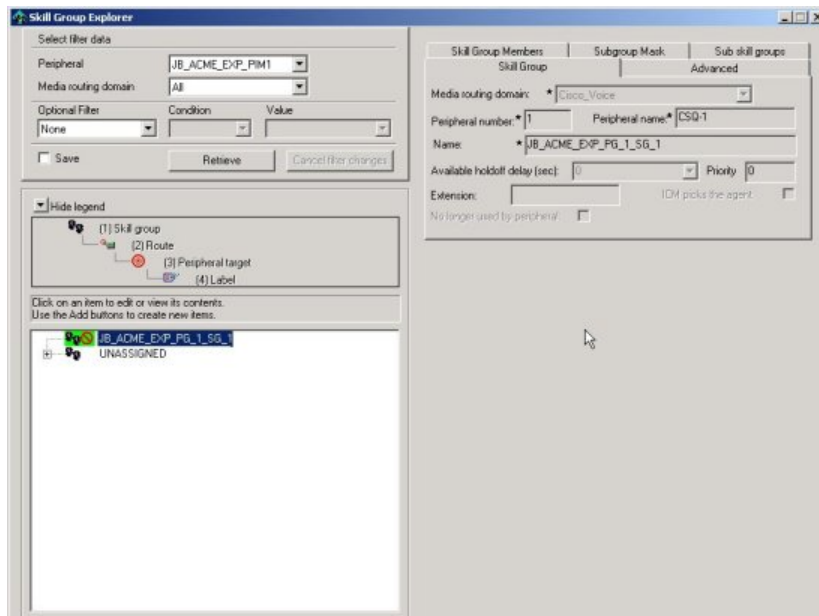 Skill Group Explorer
Select filter data
Peripheral JB_ACME_EXP_PIM1
Media routing domain All
Optional Filter Condition Value
None
Save Retrieve Cancel filter changes
Hide legend
(1) Skill group
(2) Route
(3) Peripheral target
(4) Label
Click on an item to edit or view its contents.
Use the Add buttons to create new items.
JB_ACME_EXP_PG_1_SG_1
UNASSIGNED
Skill Group Members Subgroup Mask Sub skill groups
Skill Group Advanced
Media routing domain: * Cisco_Voice
Peripheral number:* 1 Peripheral name:* CSQ-1
Name: * JB_ACME_EXP_PG_1_SG_1
Available holdoff delay (sec): 0 Priority 0
Extension: ICM picks the agent
No longer used by peripheral